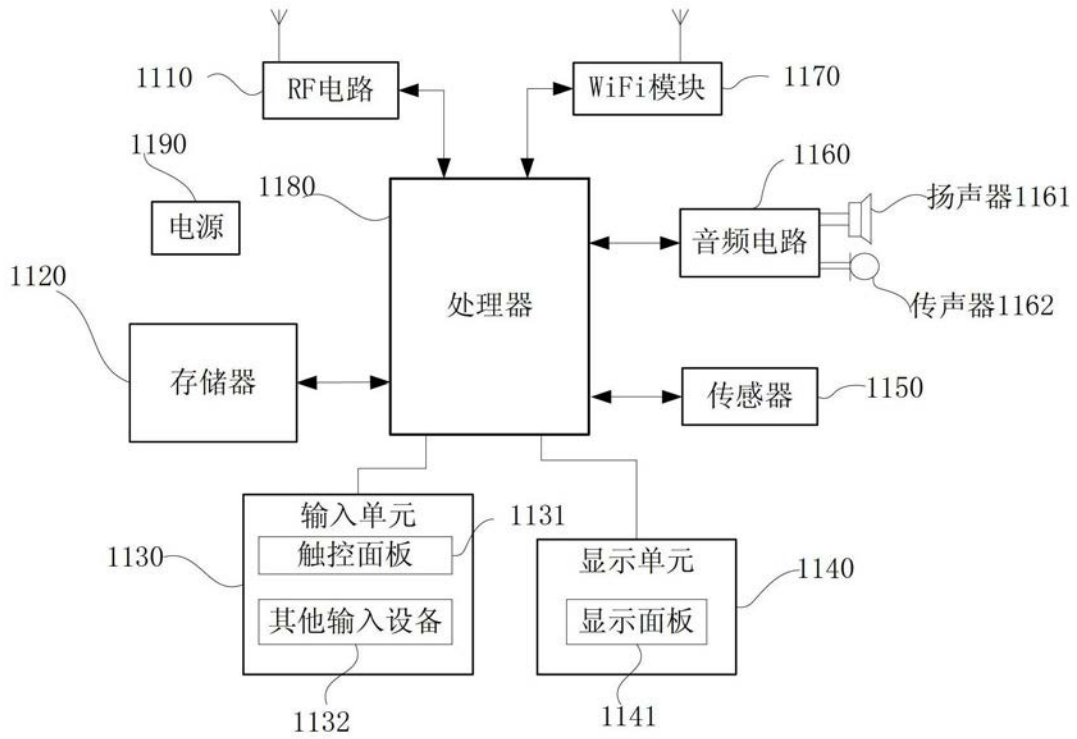 1110
RF电路
WiFi模块
1170
1190
电源
1180
1160
音频电路
扬声器1161
传声器1162
1120
存储器
处理器
传感器
1150
输入单元
1131
触控面板
1130
其他输入设备
1132
显示单元
1140
显示面板
1141